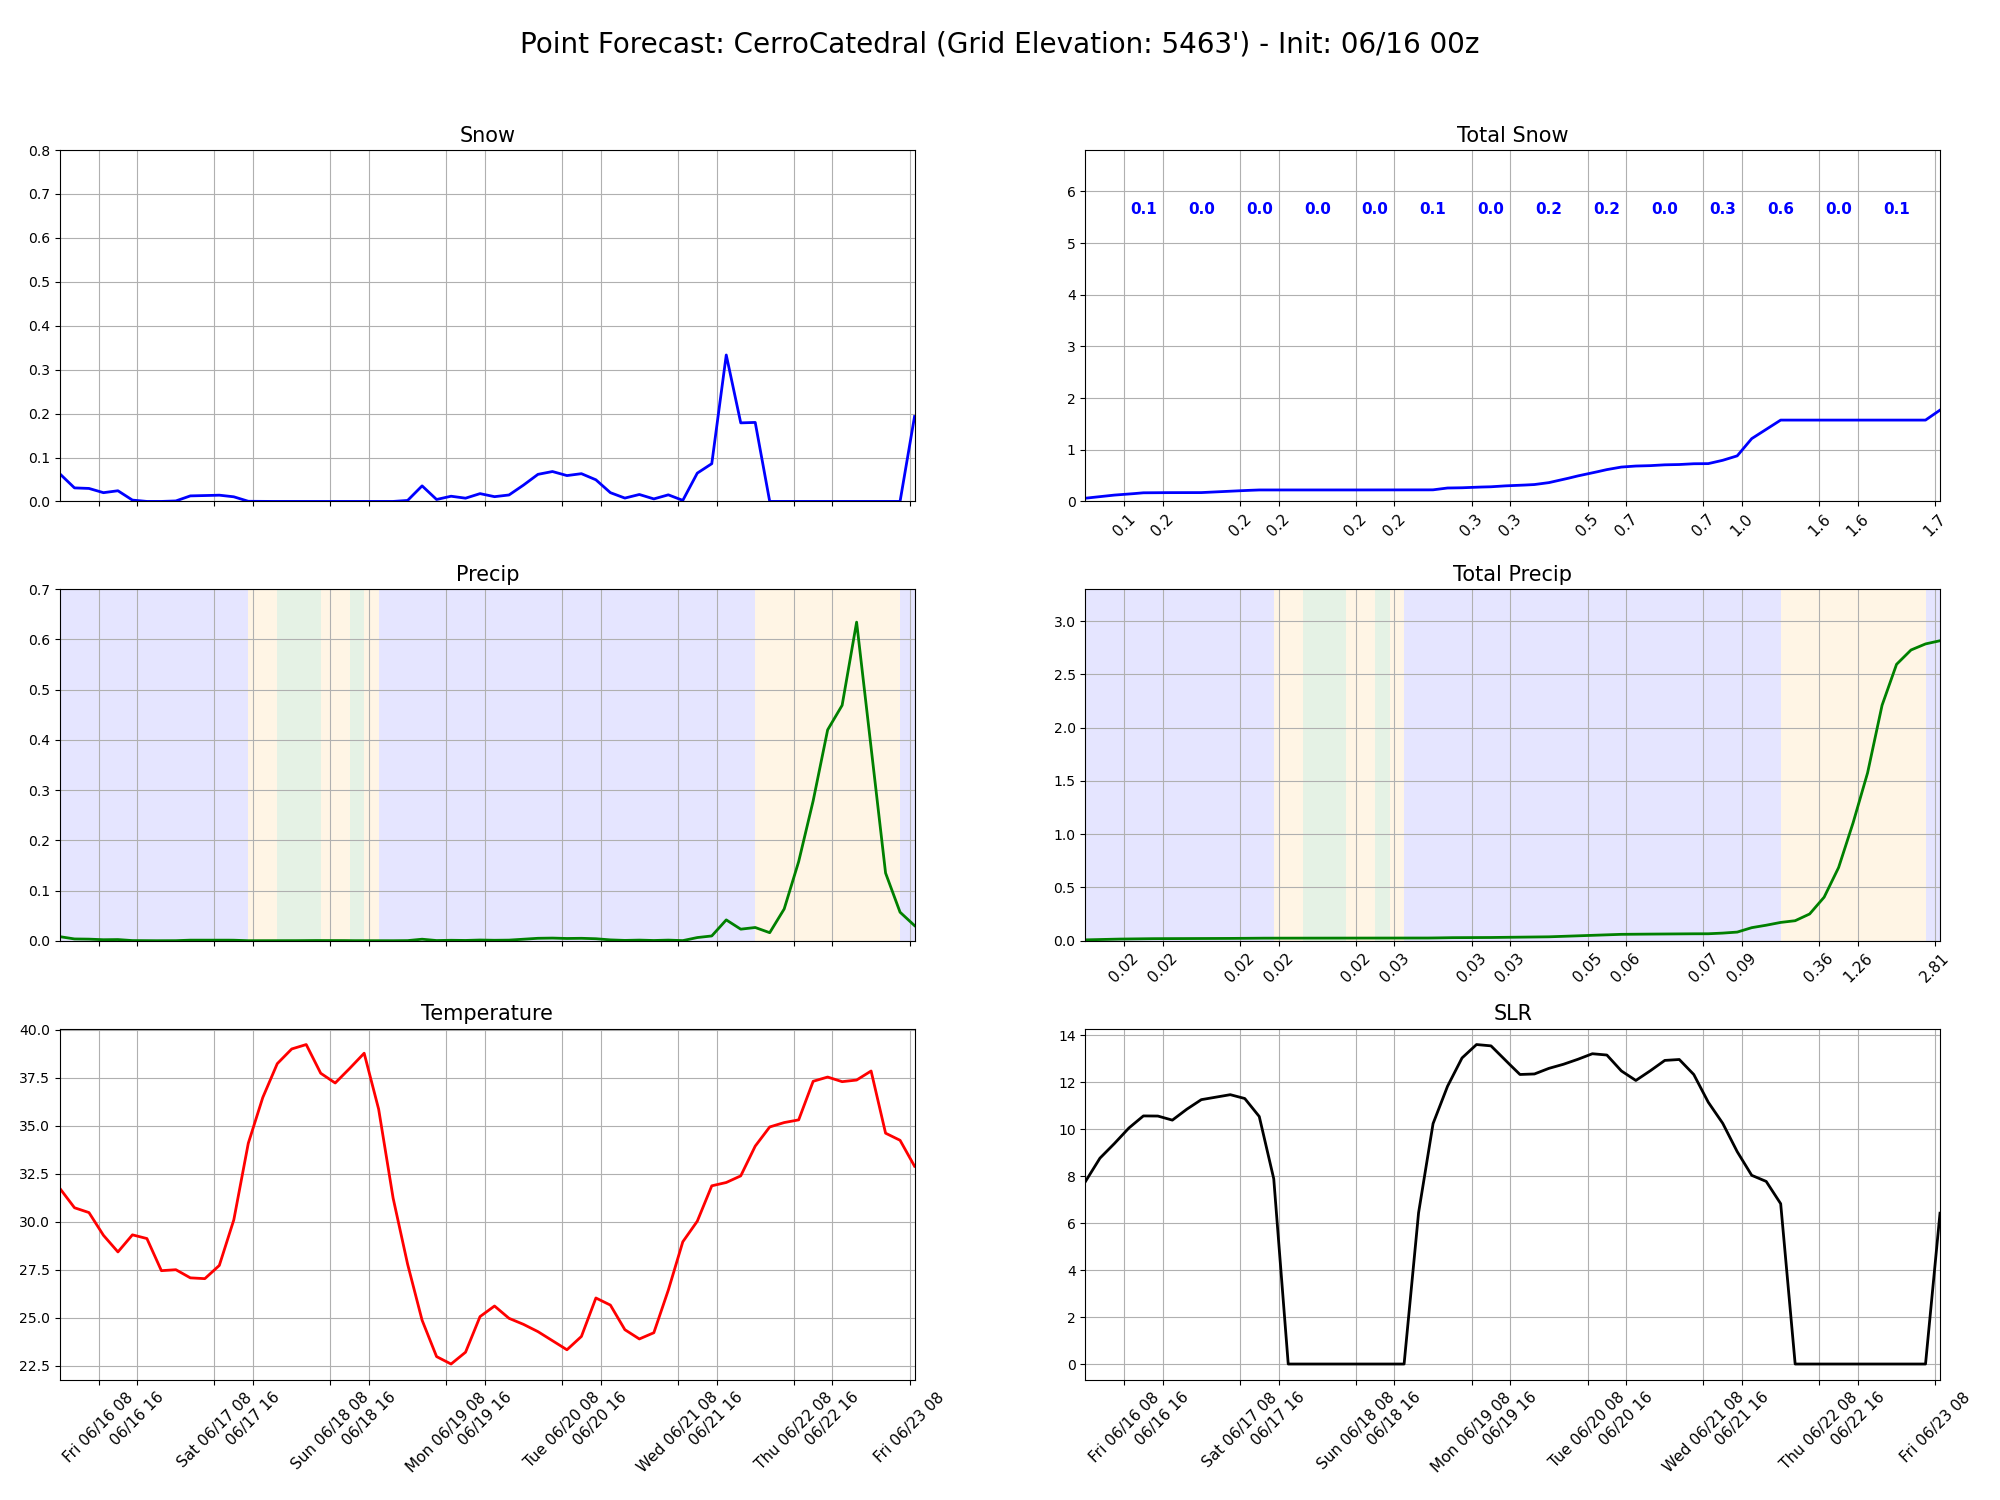 Point Forecast: CerroCatedral (Grid Elevation: 5463') - Init: 06/16 00z
Snow
0.8
0.7
0.6
0.5
0.4
0.3
0.2
0.1
0.0
Total Snow
6
5
4
3
2
1
0
0.1 0.0 0.0 0.0 0.0 0.1 0.0 0.2 0.2 0.0 0.3 0.6 0.0 0.1
0.1 0.2 0.2 0.2 0.2 0.2 0.3 0.3 0.5 0.7 0.7 1.0 1.6 1.6 1.7
Precip
0.7
0.6
0.5
0.4
0.3
0.2
0.1
0.0
Total Precip
3.0
2.5
2.0
1.5
1.0
0.5
0.0
0.02 0.02 0.02 0.02 0.02 0.03 0.03 0.03 0.05 0.06 0.07 0.09 0.36 1.26 2.81
Temperature
40.0
37.5
35.0
32.5
30.0
27.5
25.0
22.5
Fri 06/16 08
06/16 16
Sat 06/17 08
06/17 16
Sun 06/18 08
06/18 16
Mon 06/19 08
06/19 16
Tue 06/20 08
06/20 16
Wed 06/21 08
06/21 16
Thu 06/22 08
06/22 16
Fri 06/23 08
SLR
14
12
10
8
6
4
2
0
Fri 06/16 08
06/16 16
Sat 06/17 08
06/17 16
Sun 06/18 08
06/18 16
Mon 06/19 08
06/19 16
Tue 06/20 08
06/20 16
Wed 06/21 08
06/21 16
Thu 06/22 08
06/22 16
Fri 06/23 08